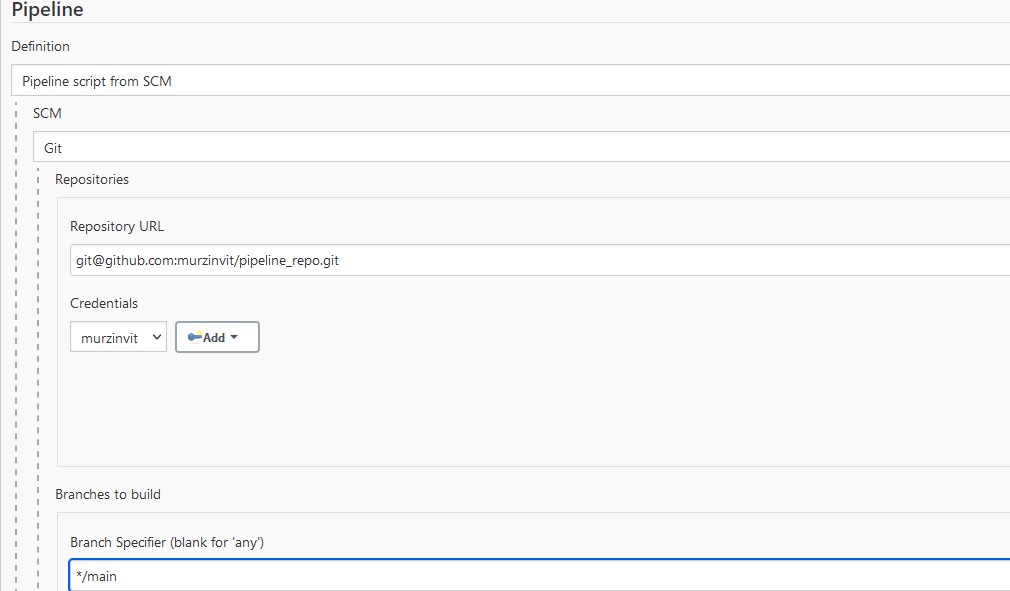 Pipeline
Definition
Pipeline script from SCM
SCM
Git
Repositories
Repository URL
git@github.com:murzinvit/pipeline_repo.git
Credentials
murzinvit
Add
Branches to build
Branch Specifier (blank for 'any')
*/main